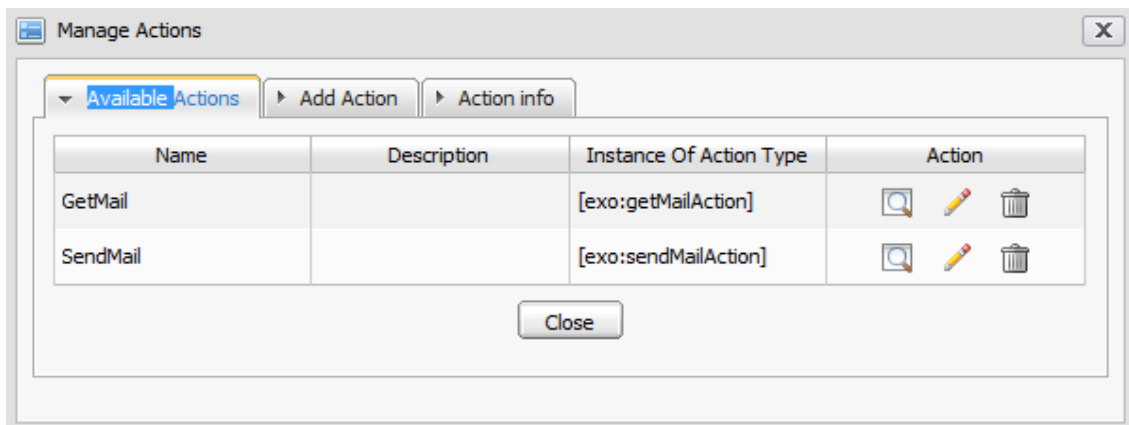 Manage Actions
Available Actions Add Action Action info
Name Description Instance Of Action Type Action
GetMail [exo:getMailAction]
SendMail [exo:sendMailAction]
Close